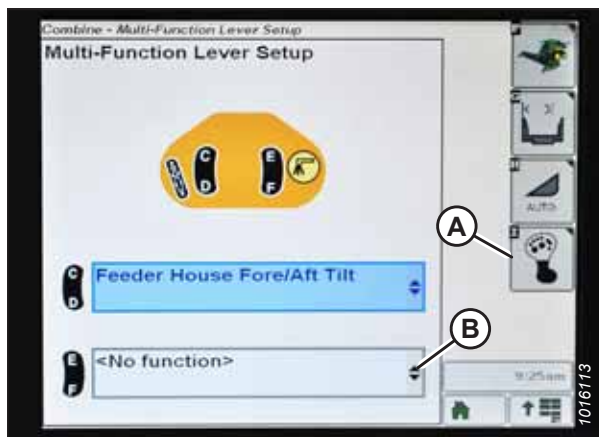 Combine - Multi-Function Lever Setup
Multi-Function Lever Setup
C
D
E
F
AUTO
A
C
D
Feeder House Fore/Aft Tilt
B
E
F
<No function>
9:25am
1016113